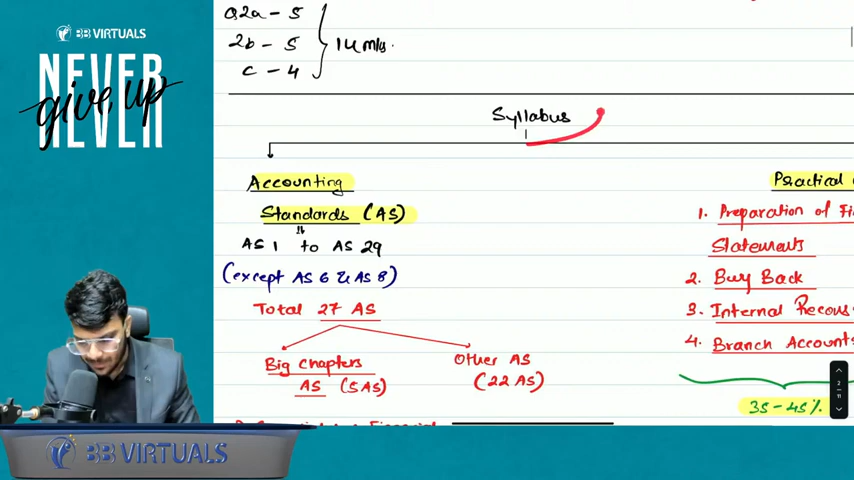 BB VIRTUALS
NEVER
give up
NEVER
Q2a - 5
2b - 5
c - 4
14 mks.
Syllabus
Accounting
Standards (AS)
AS 1 to AS 29
(except AS 6 & AS 8)
Total 27 AS
Big chapters
AS (5 AS)
Other AS
(22 AS)
Practical
1. Preparation of Fi
Statements
2. Buy Back
3. Internal Recons
4. Branch Accounts
35-45%
BB VIRTUALS